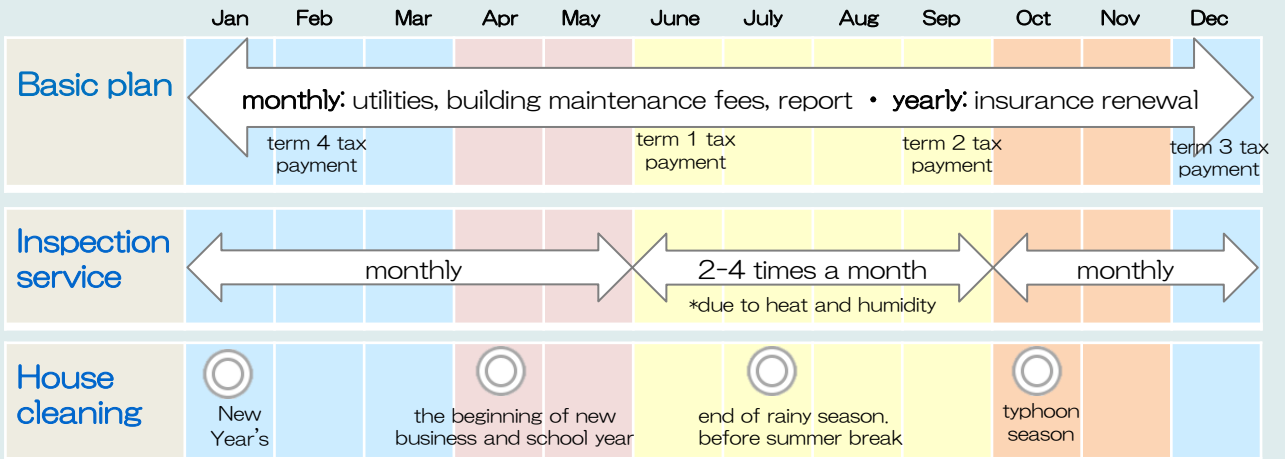 Jan Feb Mar Apr May June July Aug Sep Oct Nov Dec
Basic plan
monthly: utilities, building maintenance fees, report ・ yearly: insurance renewal
term 4 tax
payment
term 1 tax
payment
term 2 tax
payment
term 3 tax
payment
Inspection
service
monthly
2-4 times a month
*due to heat and humidity
monthly
House
cleaning
New
Year's
the beginning of new
business and school year
end of rainy season.
before summer break
typhoon
season